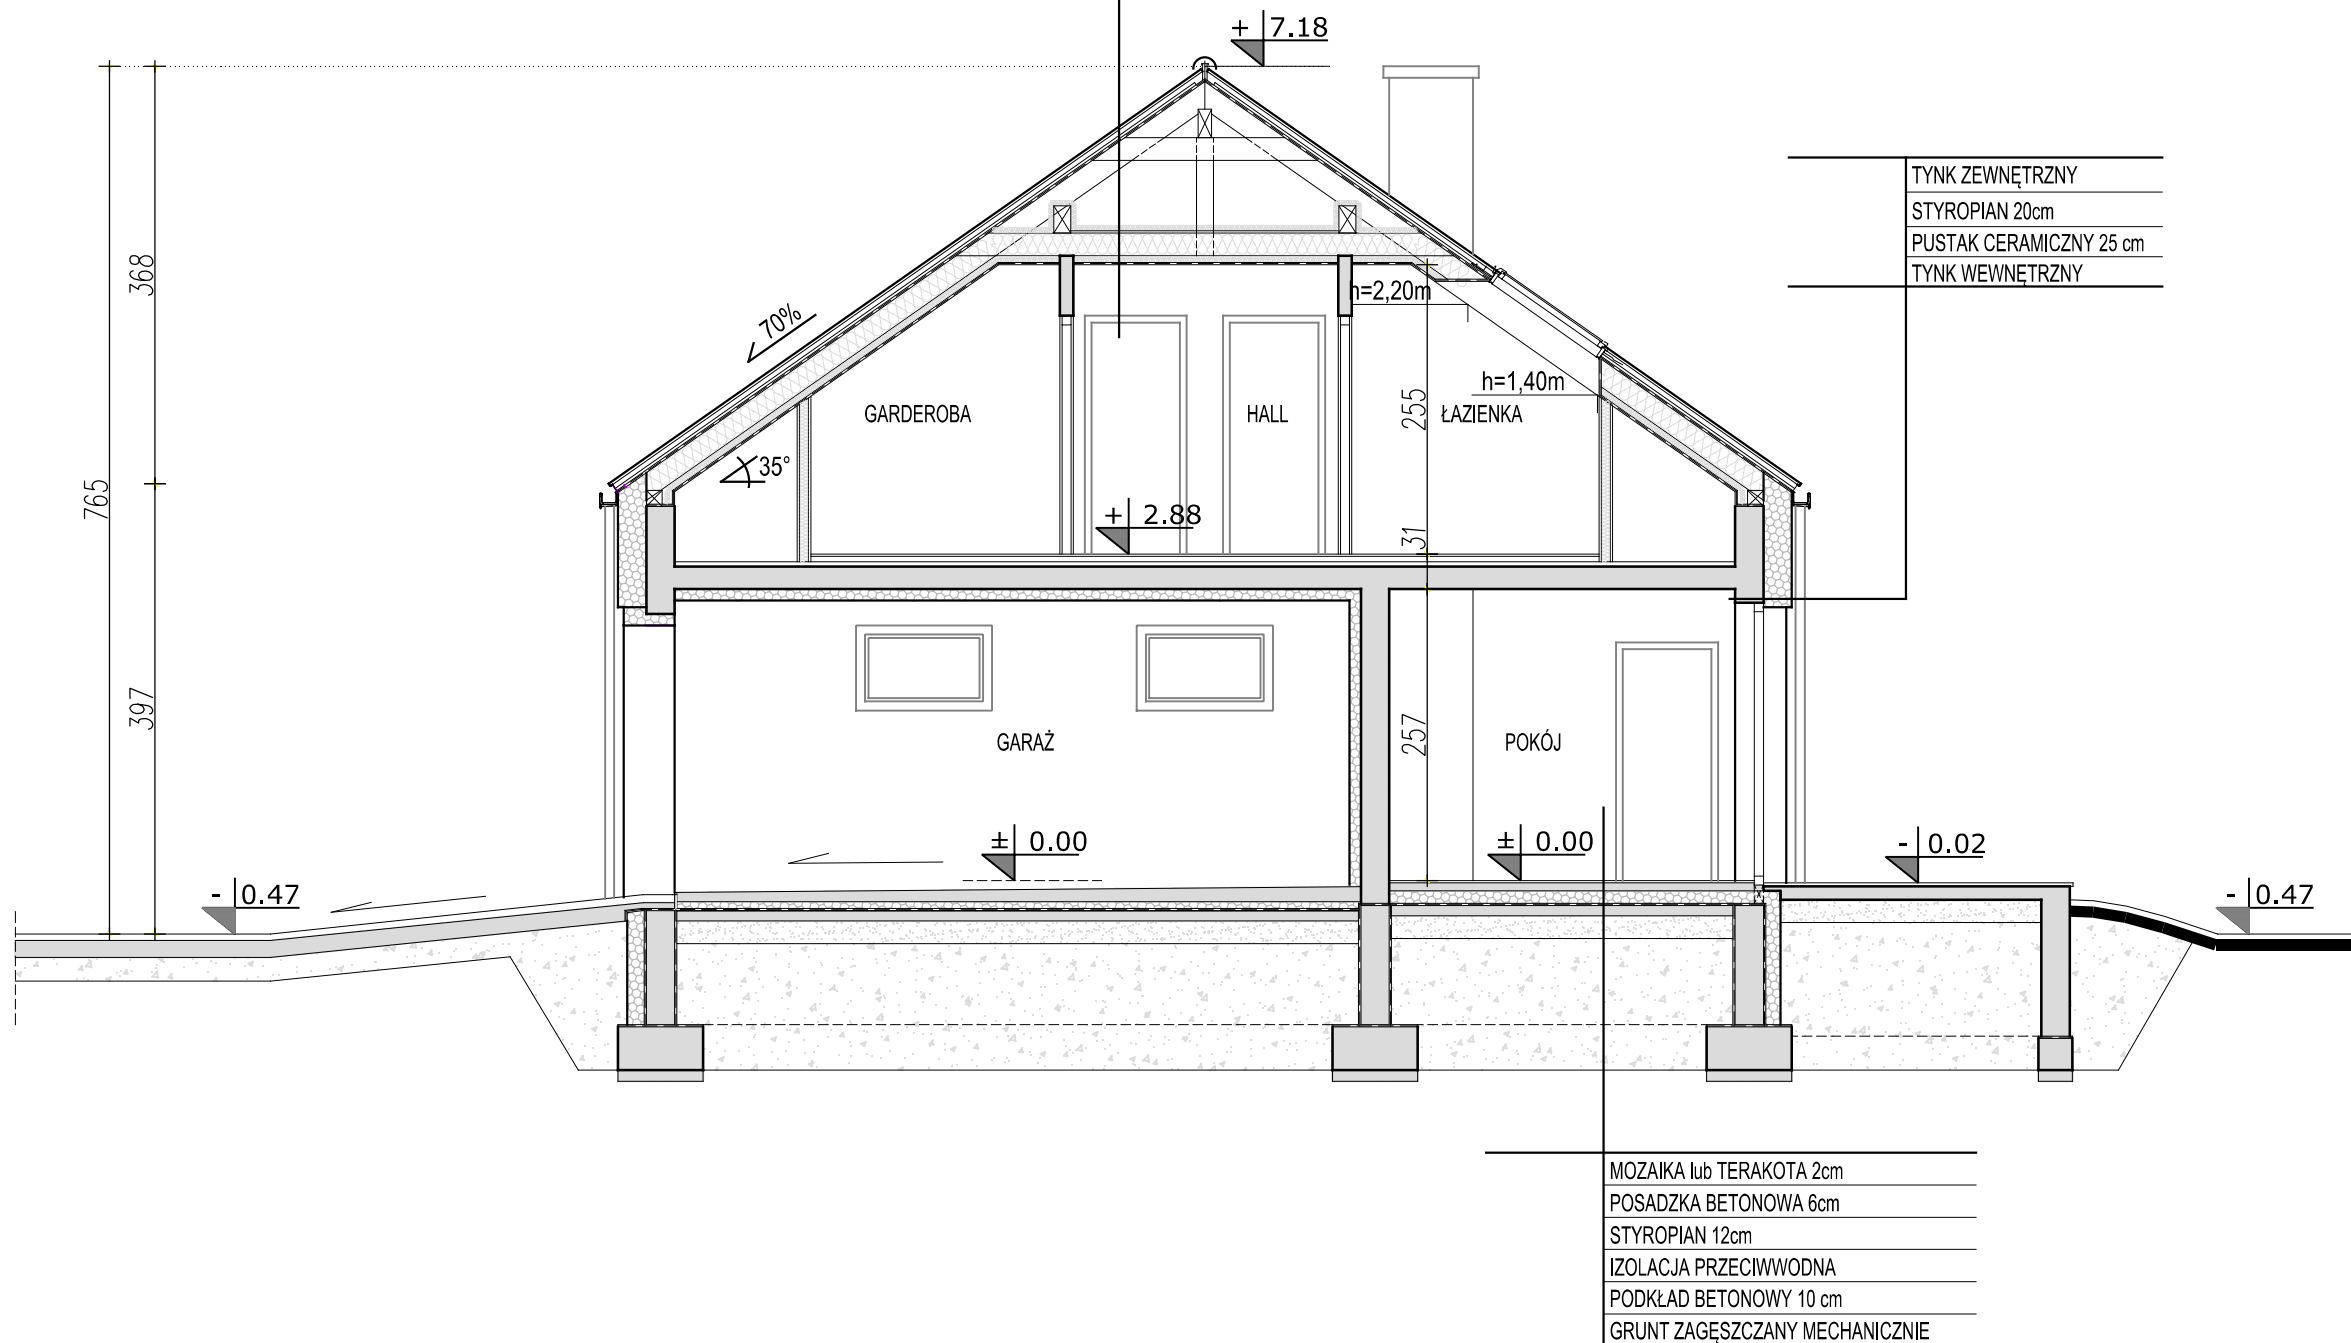 + 7.18
TYNK ZEWNĘTRZNY
STYROPIAN 20cm
PUSTAK CERAMICZNY 25 cm
TYNK WEWNĘTRZNY
368
h=2,20m
70%
h=1,40m
255
GARDEROBA
HALL
ŁAZIENKA
35°
765
+ 2.88
31
397
257
GARAŻ
POKÓJ
± 0.00
± 0.00
- 0.02
- 0.47
- 0.47
MOZAIKA lub TERAKOTA 2cm
POSADZKA BETONOWA 6cm
STYROPIAN 12cm
IZOLACJA PRZECIWWODNA
PODKŁAD BETONOWY 10 cm
GRUNT ZAGĘSZCZANY MECHANICZNIE